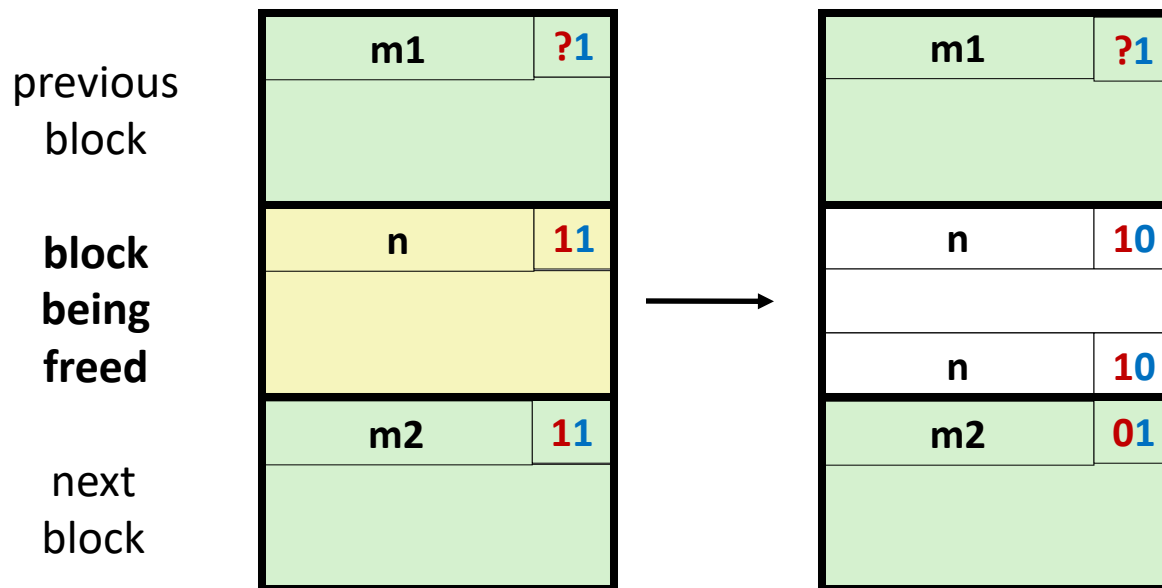 previous
block
m1 ?1
m1 ?1
block
being
freed
n 11
n 10
n 10
next
block
m2 11
m2 01